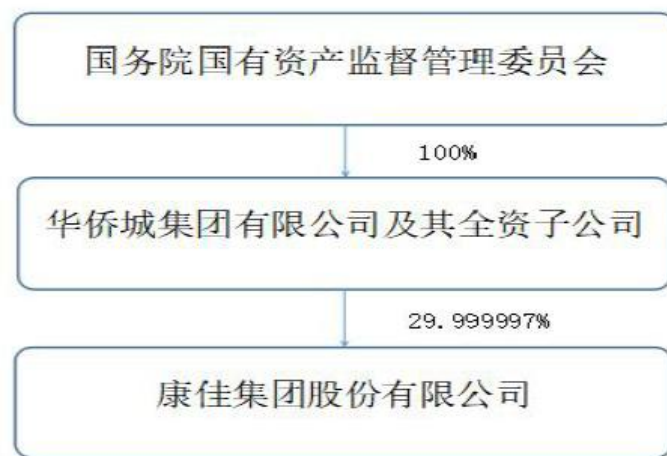 国务院国有资产监督管理委员会
100%
华侨城集团有限公司及其全资子公司
29.999997%
康佳集团股份有限公司